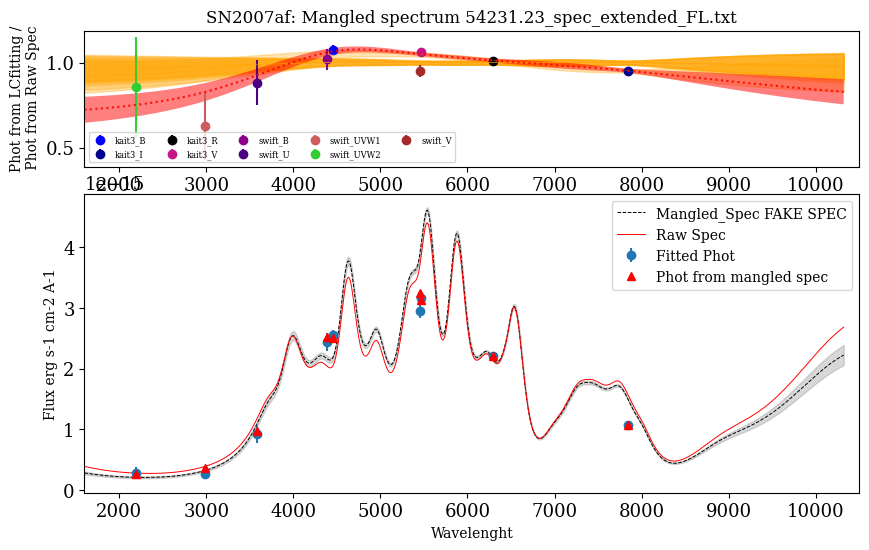 SN2007af: Mangled spectrum 54231.23_spec_extended_FL.txt
Phot from LCfitting /
Phot from Raw Spec
1.0
0.5
kait3_B kait3_R swift_B swift_UVW1 swift_V
kait3_I kait3_V swift_U swift_UVW2
2000 3000 4000 5000 6000 7000 8000 9000 10000
1e−15
Mangled_Spec FAKE SPEC
Raw Spec
Fitted Phot
Phot from mangled spec
Flux erg s-1 cm-2 A-1
4
3
2
1
0
2000 3000 4000 5000 6000 7000 8000 9000 10000
Wavelenght